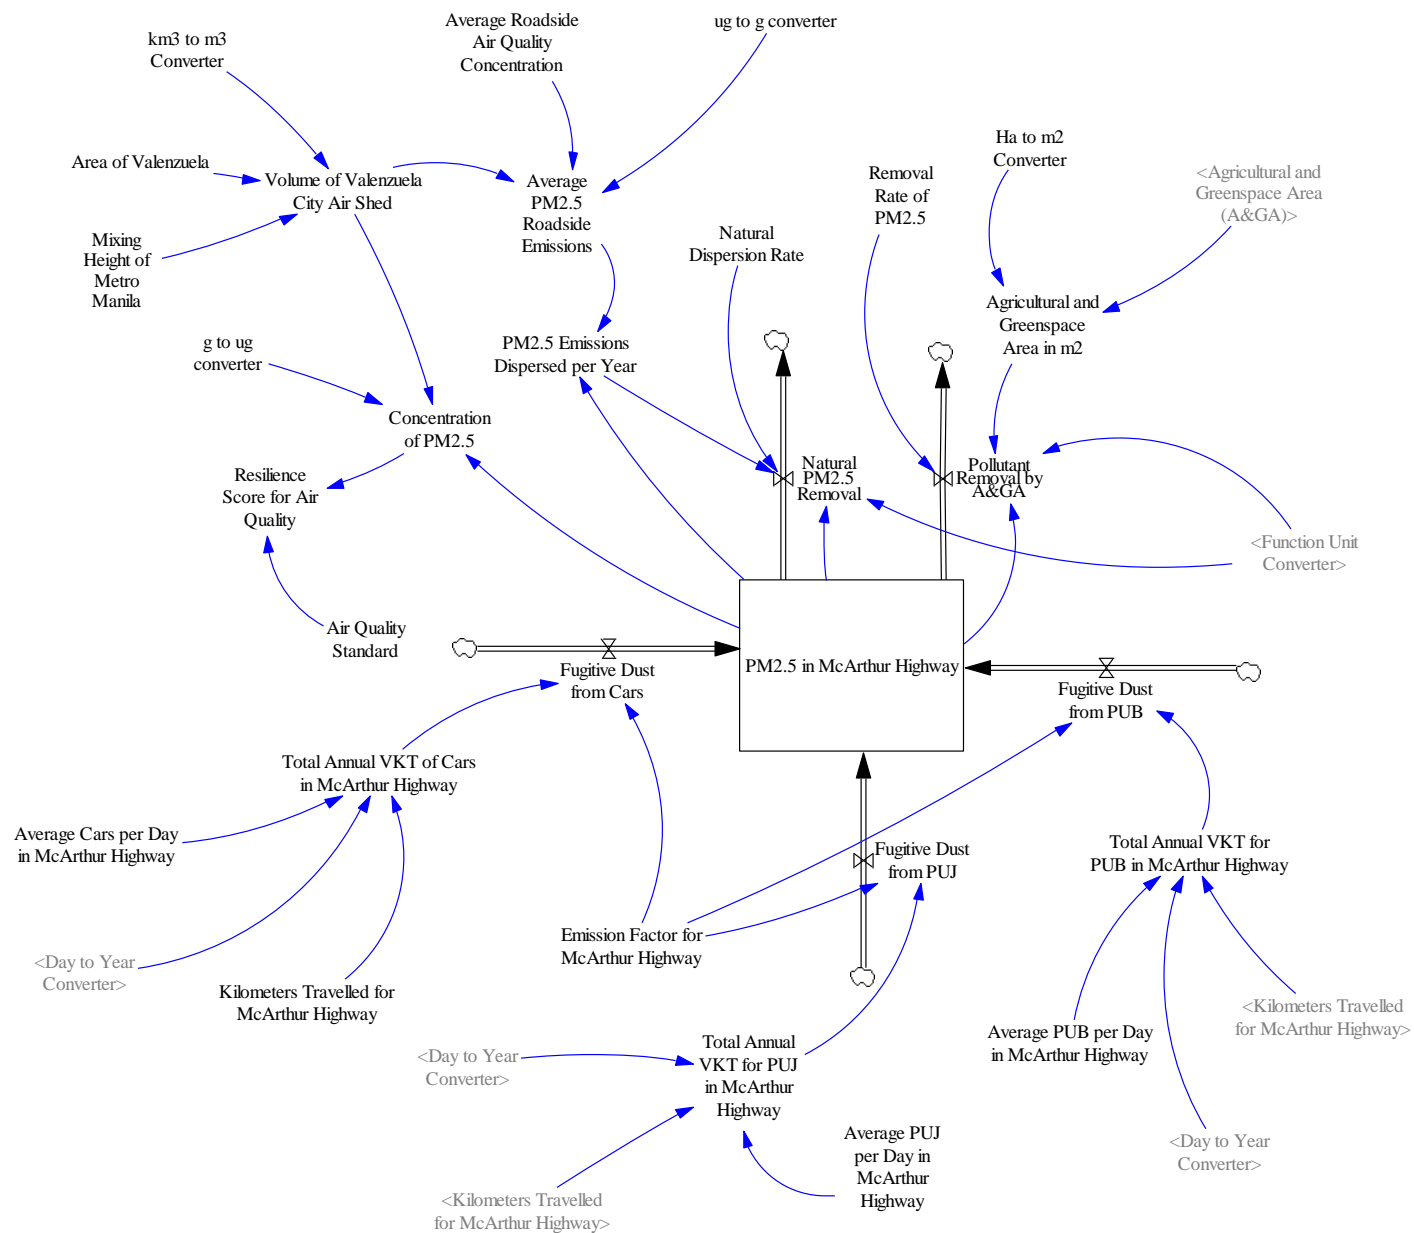 Average Roadside
Air Quality
Concentration
ug to g converter
km3 to m3
Converter
Area of Valenzuela
Volume of Valenzuela
City Air Shed
Average
PM2.5
Roadside
Emissions
Removal
Rate of
PM2.5
Ha to m2
Converter
<Agricultural and
Greenspace Area
(A&GA)>
Mixing
Height of
Metro
Manila
Natural
Dispersion Rate
Agricultural and
Greenspace
Area in m2
g to ug
converter
PM2.5 Emissions
Dispersed per Year
Concentration
of PM2.5
Resilience
Score for Air
Quality
Natural
PM2.5
Removal
Pollutant
Removal by
A&GA
<Function Unit
Converter>
Air Quality
Standard
Fugitive Dust
from Cars
PM2.5 in McArthur Highway
Fugitive Dust
from PUB
Total Annual VKT of Cars
in McArthur Highway
Average Cars per Day
in McArthur Highway
Fugitive Dust
from PUJ
Total Annual VKT for
PUB in McArthur Highway
<Day to Year
Converter>
Kilometers Travelled for
McArthur Highway
Emission Factor for
McArthur Highway
<Kilometers Travelled
for McArthur Highway>
Average PUB per Day
in McArthur Highway
<Day to Year
Converter>
Total Annual
VKT for PUJ
in McArthur
Highway
Average PUJ
per Day in
McArthur
Highway
<Day to Year
Converter>
<Kilometers Travelled
for McArthur Highway>